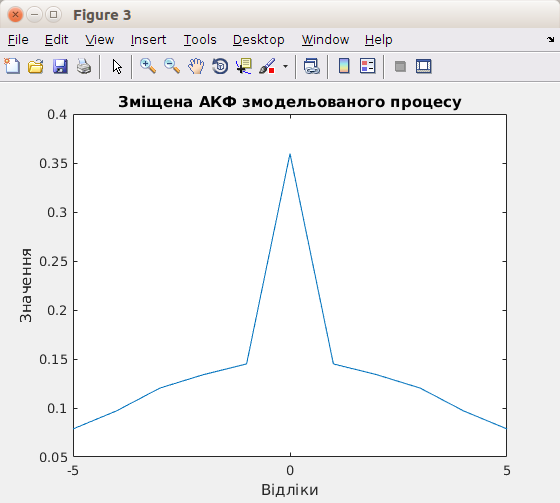 Figure 3
File Edit View Insert Tools Desktop Window Help
Зміщена АКФ змодельованого процесу
0.4
0.35
0.3
0.25
0.2
0.15
0.1
0.05
Значення
-5 0 5
Відліки